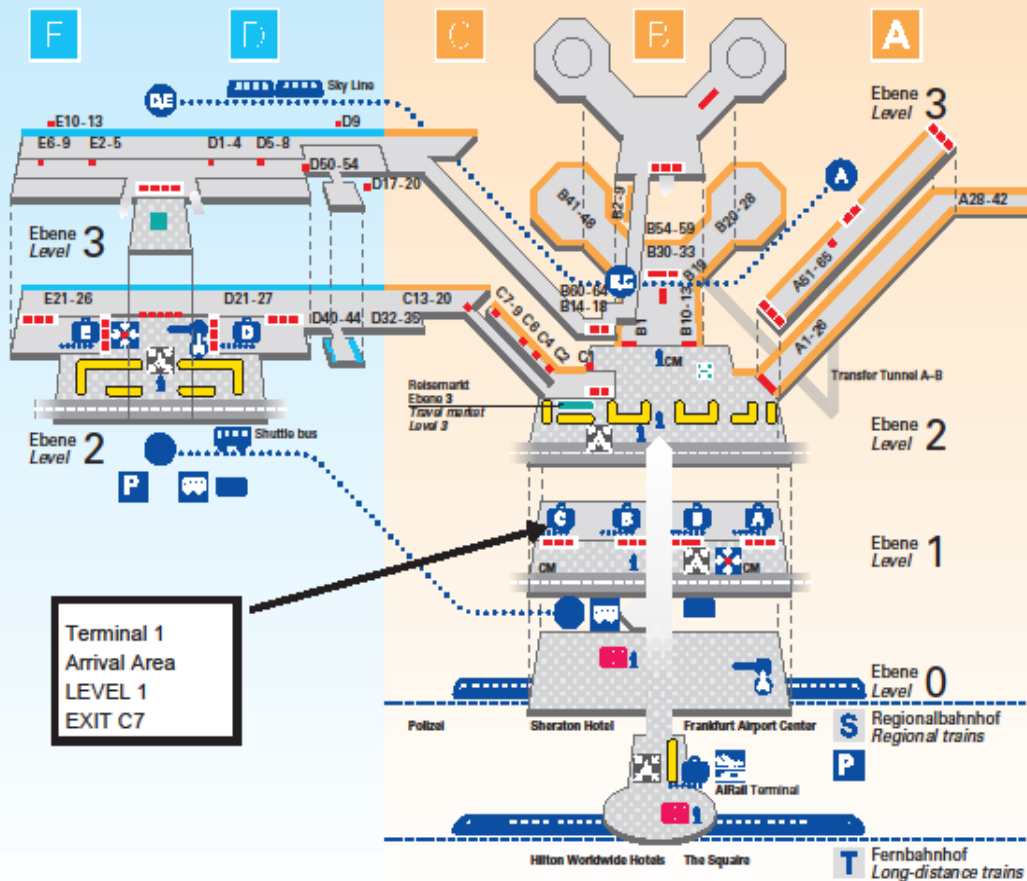 E
D
C
B
A
D,E
Sky Line
E10-13
D9
E6-9
E2-5
D1-4
D5-8
D50-54
D17-20
Ebene
Level 3
E21-26
D21-27
D40-44
D32-36
C13-20
E
D
Ebene
Level 2
Shuttle bus
P
Ebene
Level 3
A
A28-42
B41-48
B2-9
B54-59
B30-33
B20-28
B19
B60-64
B14-18
B1
B10-13
C7-9
C6
C4
C2
C1
A51-65
A1-26
CM
Transfer Tunnel A-B
Reisemarkt
Ebene 3
Travel market
Level 3
Ebene
Level 2
C
B
A
CM
CM
Ebene
Level 1
Terminal 1
Arrival Area
LEVEL 1
EXIT C7
Ebene
Level 0
Polizei
Sheraton Hotel
Frankfurt Airport Center
S
Regionalbahnhof
Regional trains
P
AIRail Terminal
Hilton Worldwide Hotels
The Squaire
T
Fernbahnhof
Long-distance trains